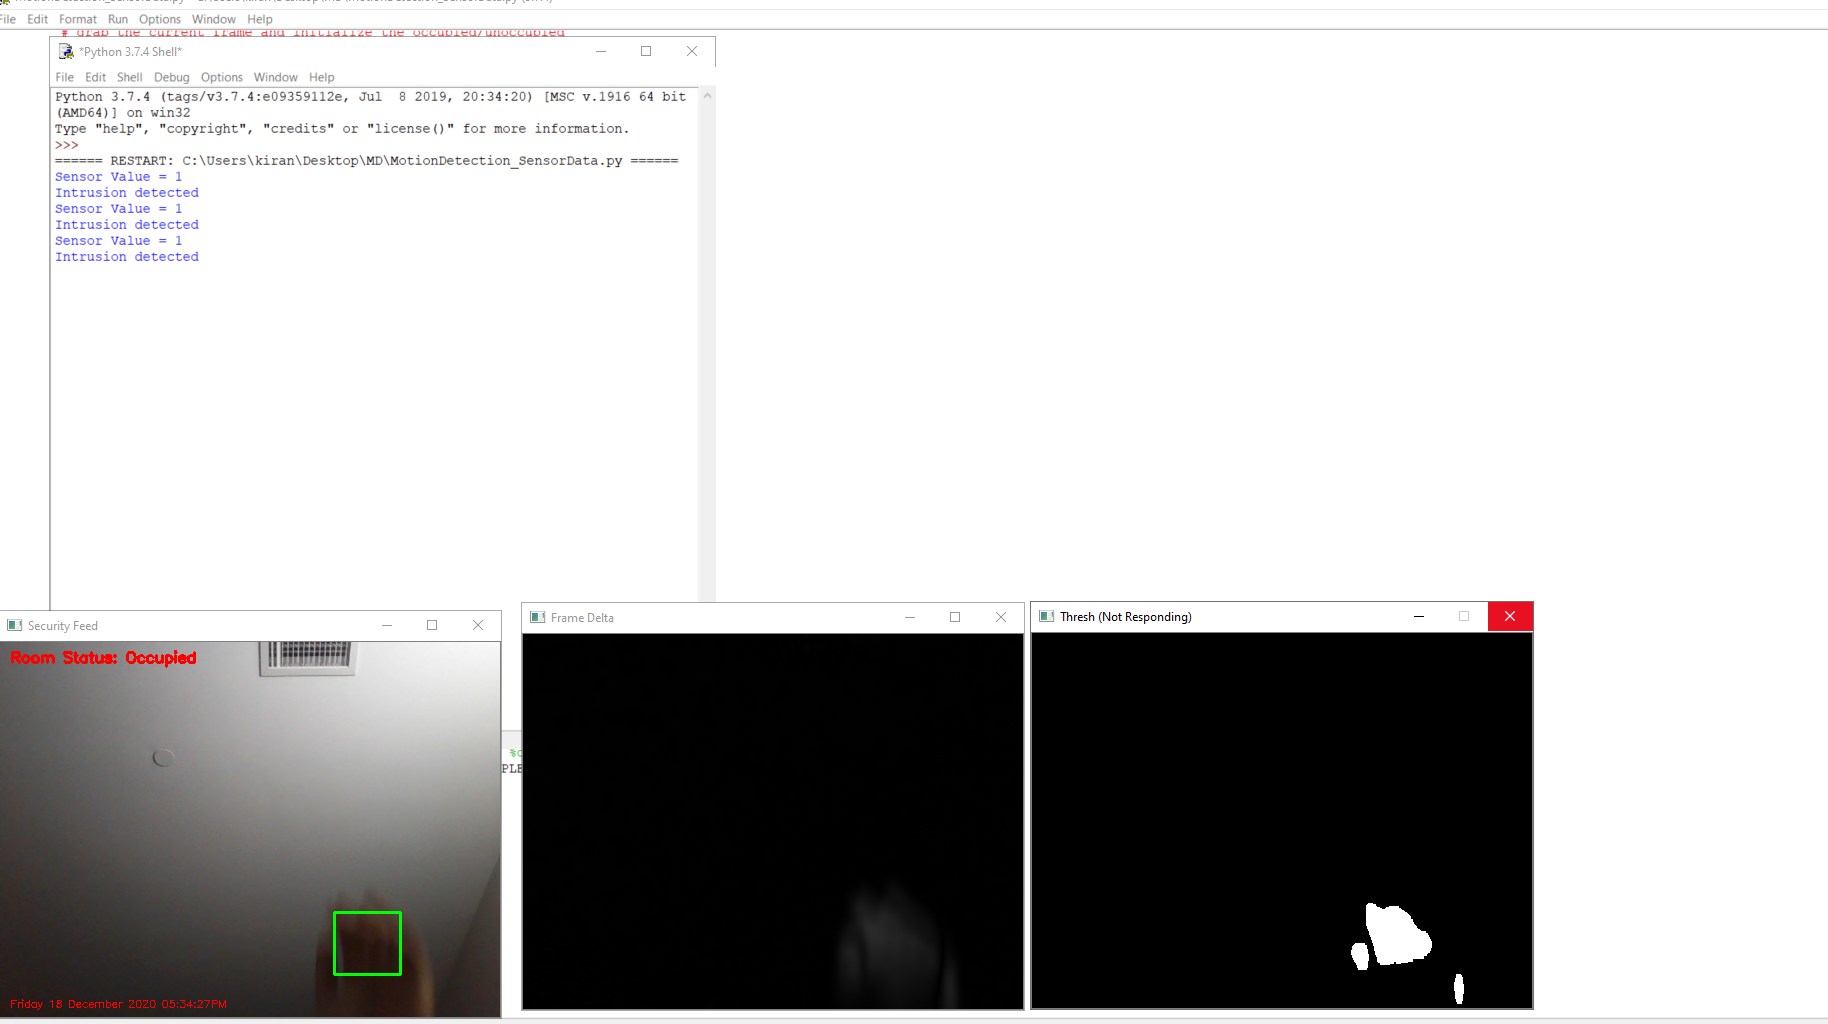 File Edit Format Run Options Window Help
# grab the current frame and initialize the occupied/unoccupied
*Python 3.7.4 Shell*
File Edit Shell Debug Options Window Help
Python 3.7.4 (tags/v3.7.4:e09359112e, Jul  8 2019, 20:34:20) [MSC v.1916 64 bit
(AMD64)] on win32
Type "help", "copyright", "credits" or "license()" for more information.
>>>
====== RESTART: C:\Users\kiran\Desktop\MD\MotionDetection_SensorData.py ======
Sensor Value = 1
Intrusion detected
Sensor Value = 1
Intrusion detected
Sensor Value = 1
Intrusion detected
Security Feed
Room Status: Occupied
Friday 18 December 2020 05:34:27PM
PLE
Frame Delta
Thresh (Not Responding)